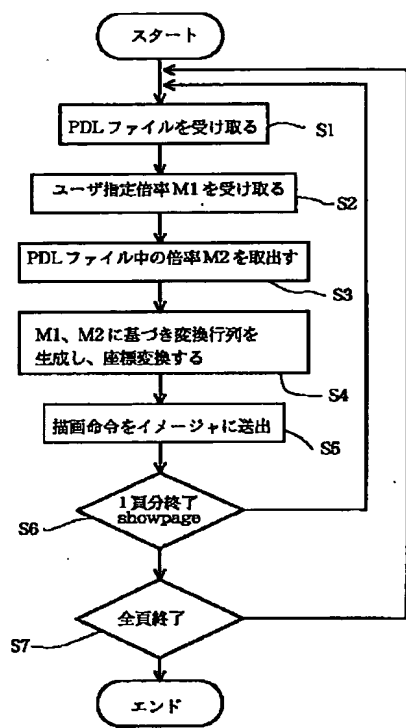 スタート
PDLファイルを受け取る
S1
ユーザ指定倍率M1を受け取る
S2
PDLファイル中の倍率M2を取出す
S3
M1、M2に基づき変換行列を
生成し、座標変換する
S4
描画命令をイメージャに送出
S5
1頁分終了
showpage
S6
全頁終了
S7
エンド